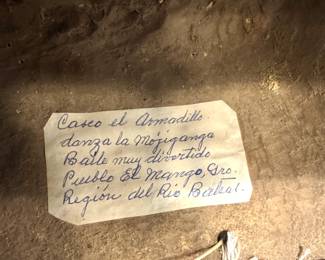 Casco el Armadillo
danza la Mojiganga
Baile muy divertido
Pueblo El Mango, Gro.
Región del Río Balsas.